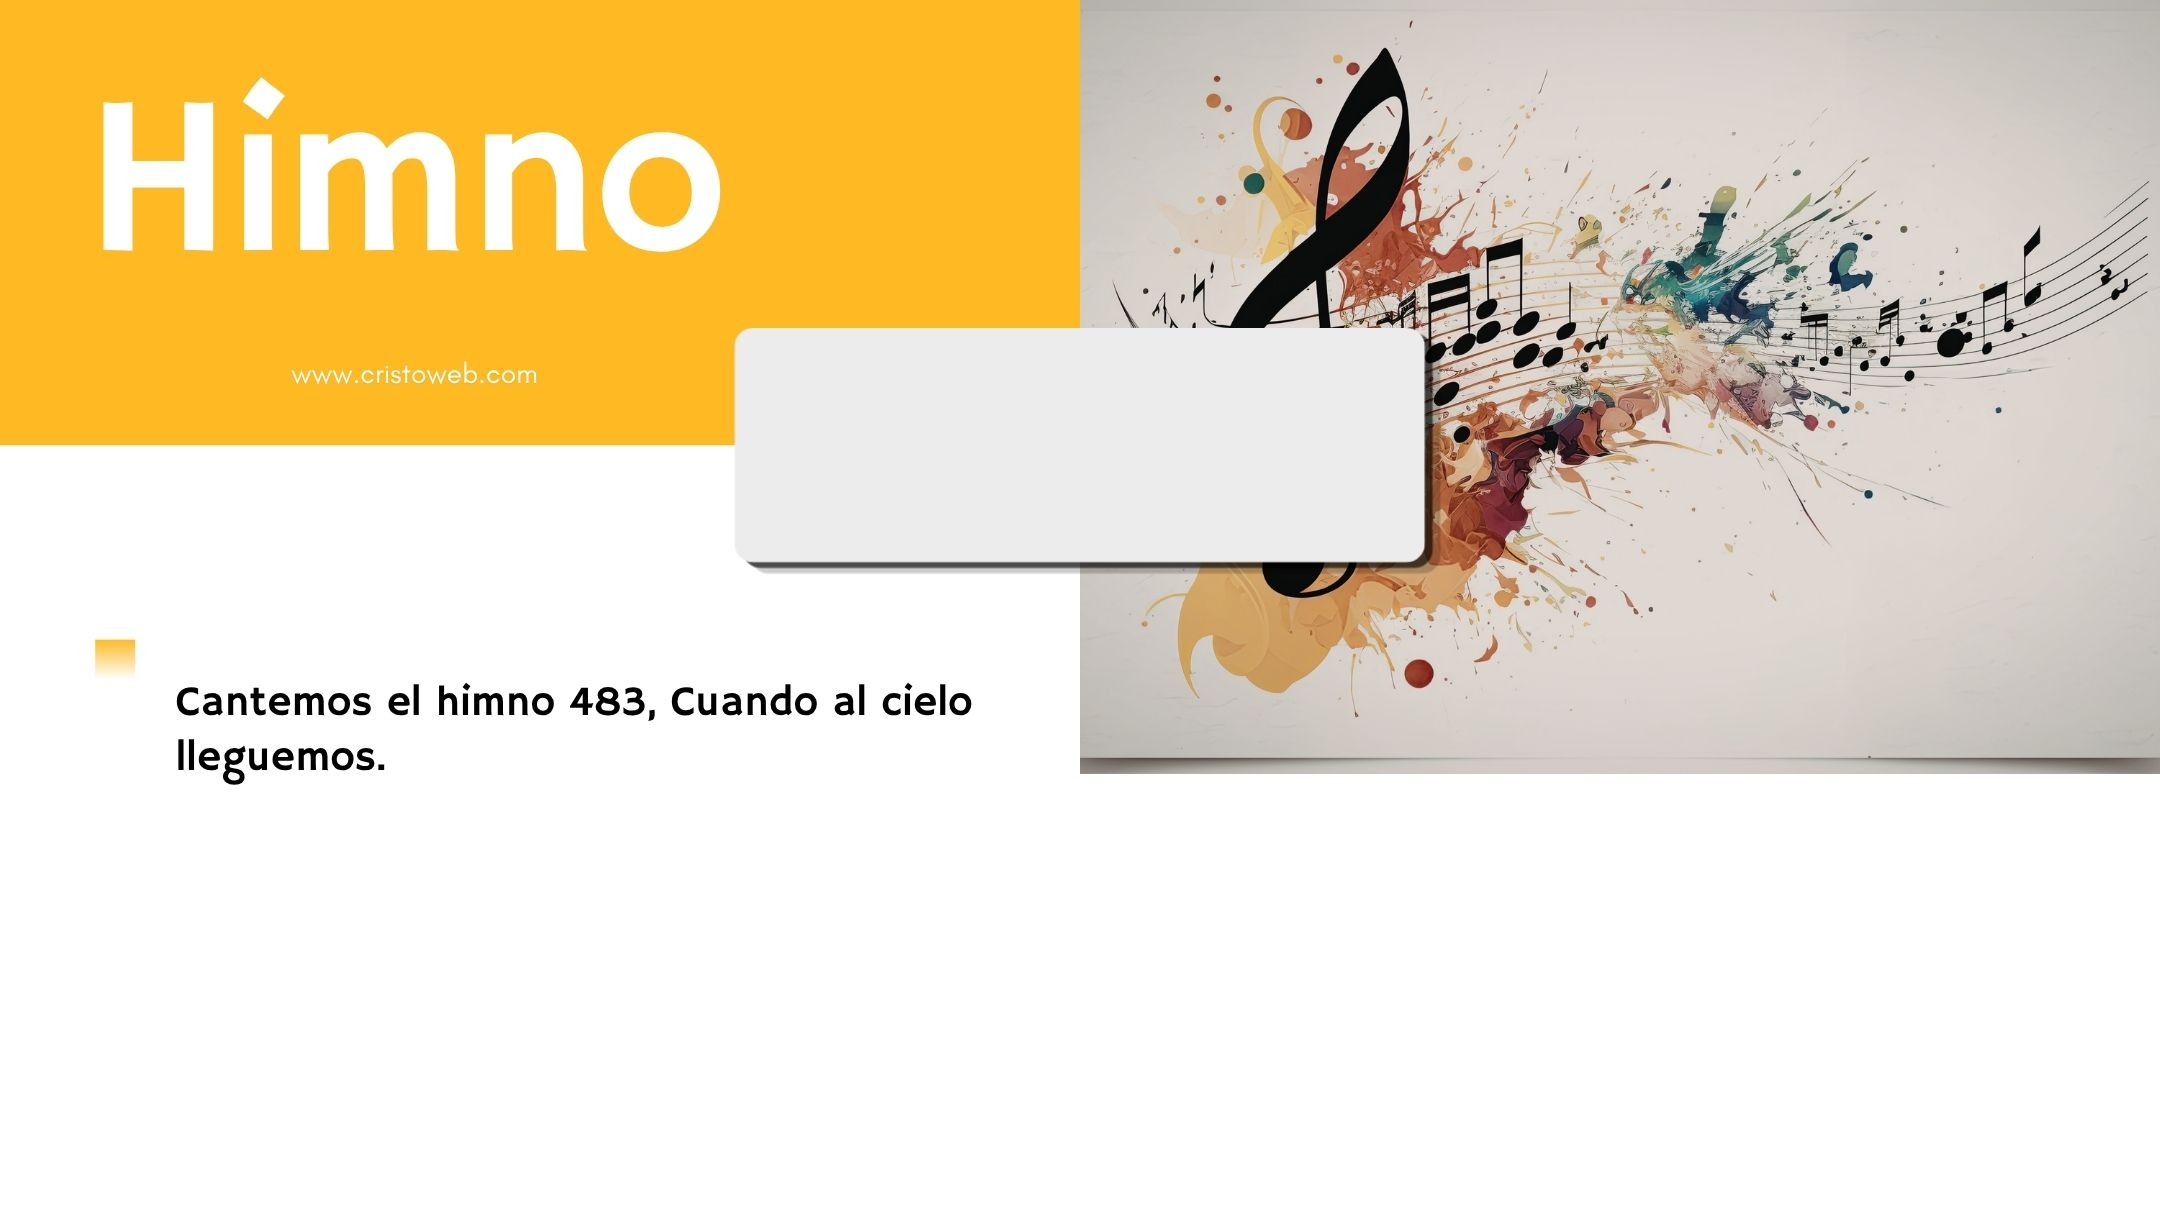 Himno
www.cristoweb.com
Cantemos el himno 483, Cuando al cielo
lleguemos.